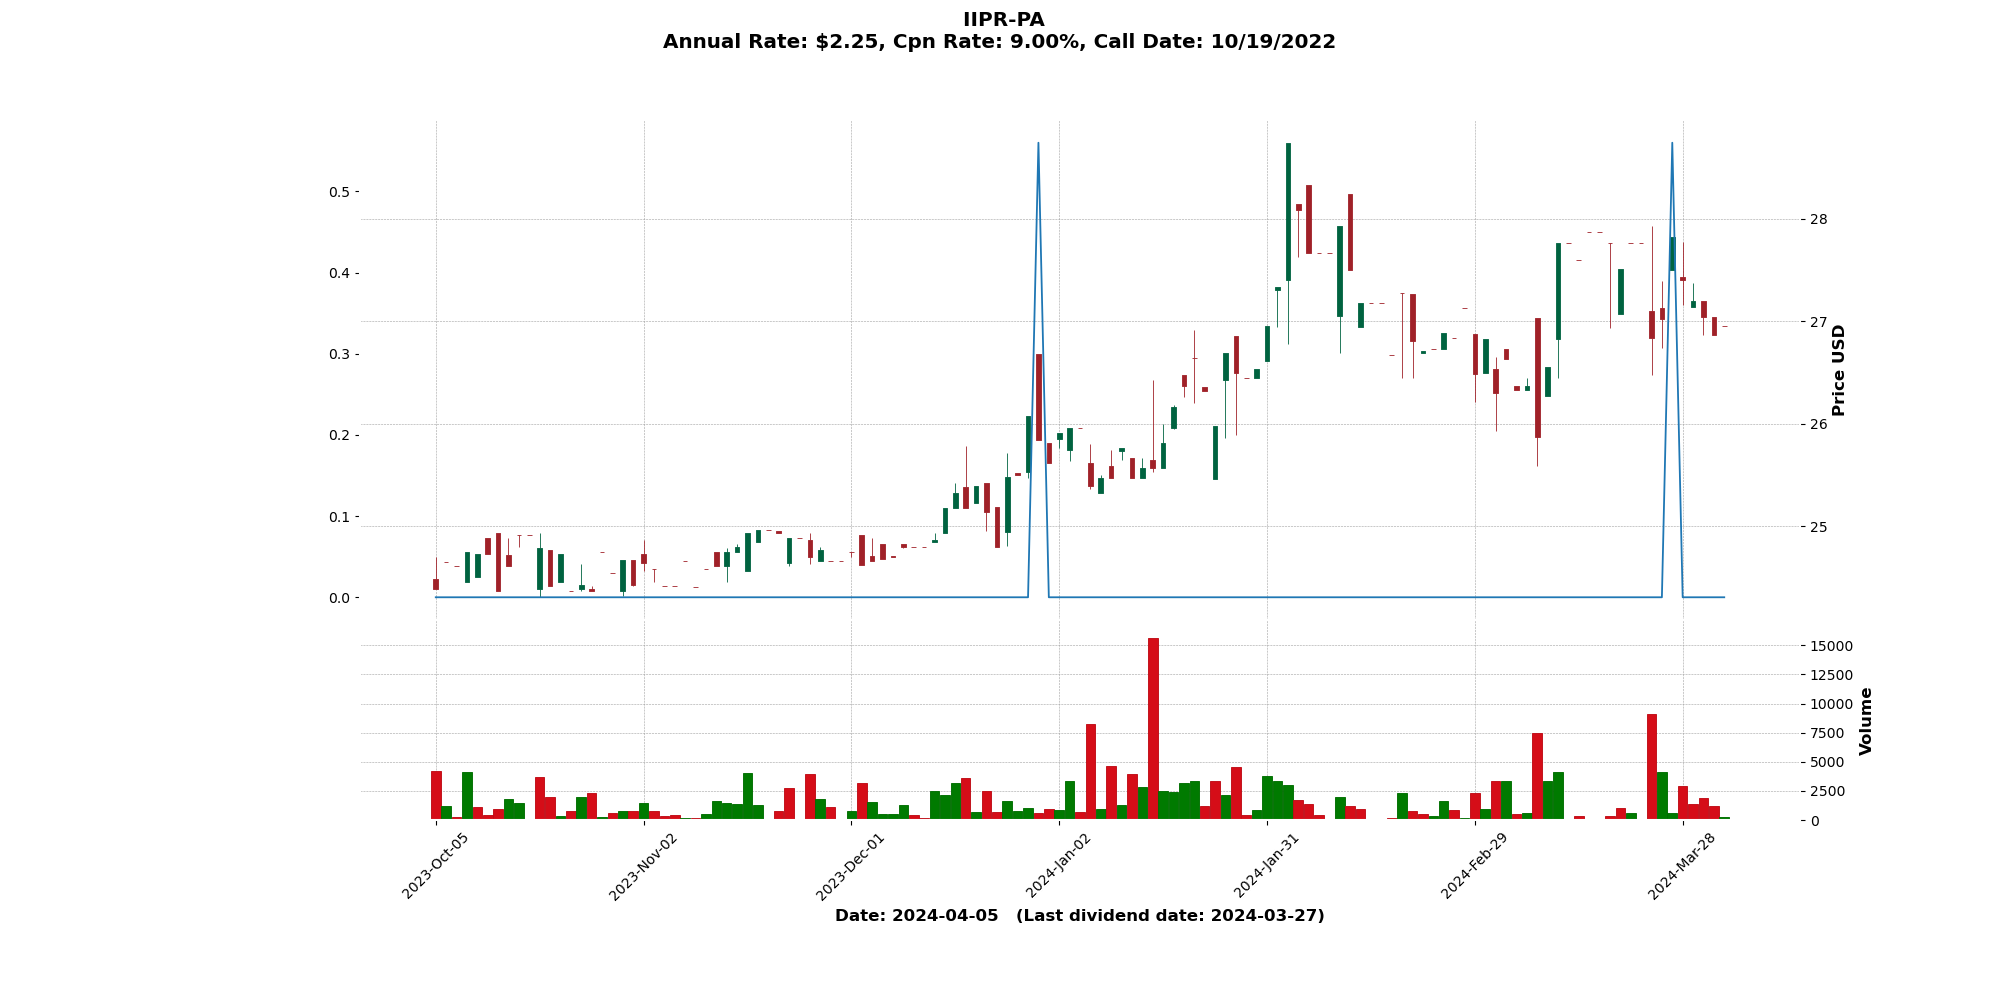 IIPR-PA
Annual Rate: $2.25, Cpn Rate: 9.00%, Call Date: 10/19/2022
0.5
0.4
0.3
0.2
0.1
0.0
28
27
26
25
Price USD
15000
12500
10000
7500
5000
2500
0
Volume
2023-Oct-05
2023-Nov-02
2023-Dec-01
2024-Jan-02
2024-Jan-31
2024-Feb-29
2024-Mar-28
Date: 2024-04-05 (Last dividend date: 2024-03-27)